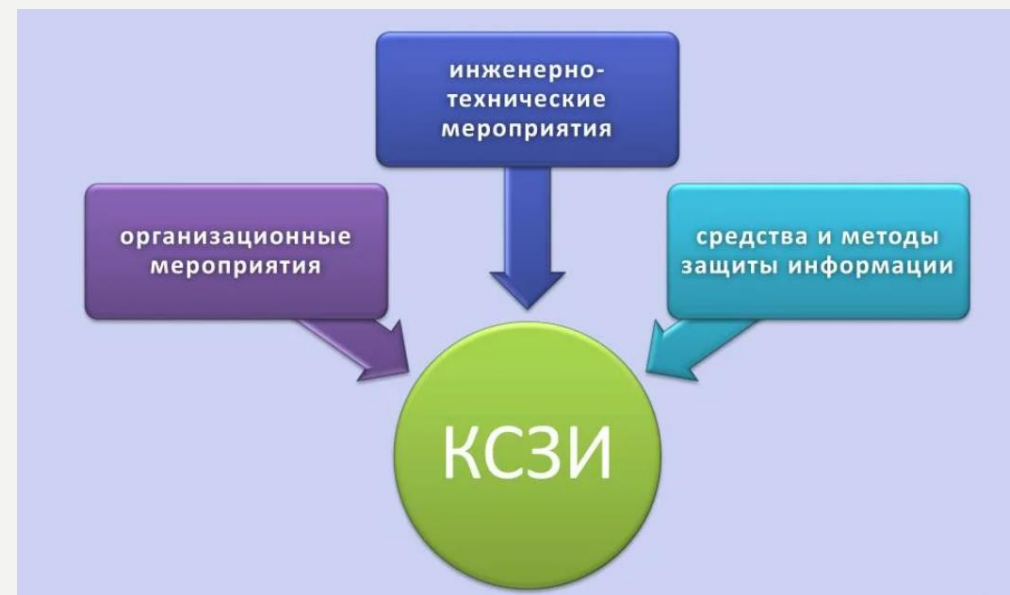 инженерно-
технические
мероприятия
организационные
мероприятия
средства и методы
защиты информации
КСЗИ